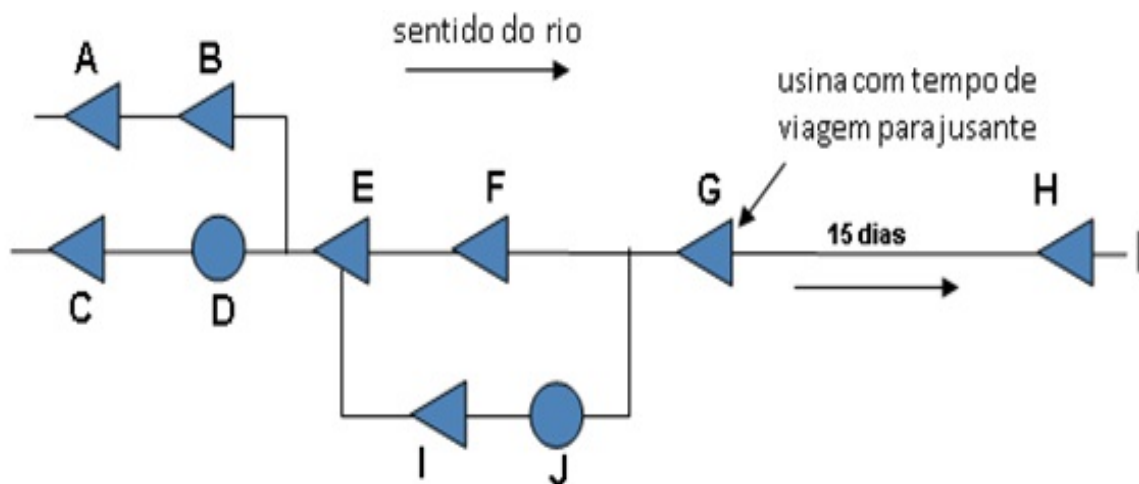 sentido do rio
A
B
usina com tempo de
viagem para jusante
E
F
G
H
15 dias
C
D
I
J